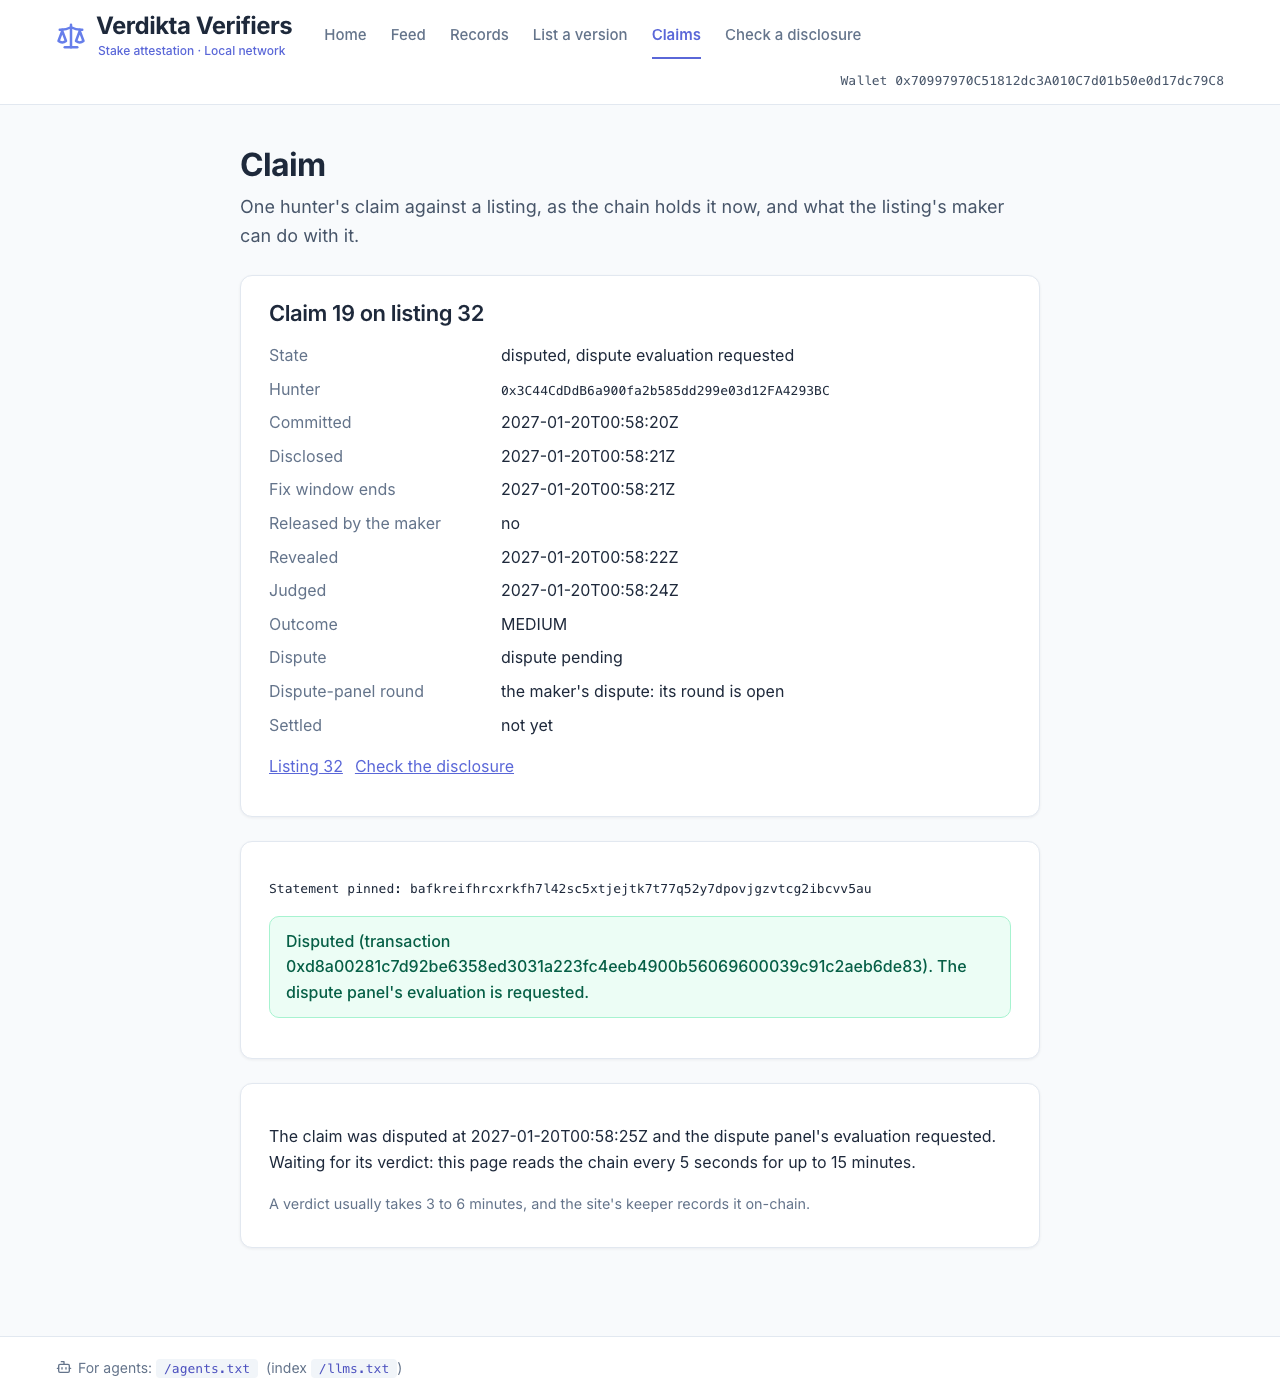 Verdikta Verifiers
Stake attestation · Local network
Home
Feed
Records
List a version
Claims
Check a disclosure
Wallet 0x70997970C51812dc3A010C7d01b50e0d17dc79C8
Claim
One hunter's claim against a listing, as the chain holds it now, and what the listing's maker
can do with it.
Claim 19 on listing 32
State disputed, dispute evaluation requested
Hunter 0x3C44CdDdB6a900fa2b585dd299e03d12FA4293BC
Committed 2027-01-20T00:58:20Z
Disclosed 2027-01-20T00:58:21Z
Fix window ends 2027-01-20T00:58:21Z
Released by the maker no
Revealed 2027-01-20T00:58:22Z
Judged 2027-01-20T00:58:24Z
Outcome MEDIUM
Dispute dispute pending
Dispute-panel round the maker's dispute: its round is open
Settled not yet
Listing 32 Check the disclosure
Statement pinned: bafkreifhrcxrkfh7l42sc5xtjejtk7t77q52y7dpovjgzvtcg2ibcvv5au
Disputed (transaction
0xd8a00281c7d92be6358ed3031a223fc4eeb4900b56069600039c91c2aeb6de83). The
dispute panel's evaluation is requested.
The claim was disputed at 2027-01-20T00:58:25Z and the dispute panel's evaluation requested.
Waiting for its verdict: this page reads the chain every 5 seconds for up to 15 minutes.
A verdict usually takes 3 to 6 minutes, and the site's keeper records it on-chain.
For agents: /agents.txt (index /llms.txt)